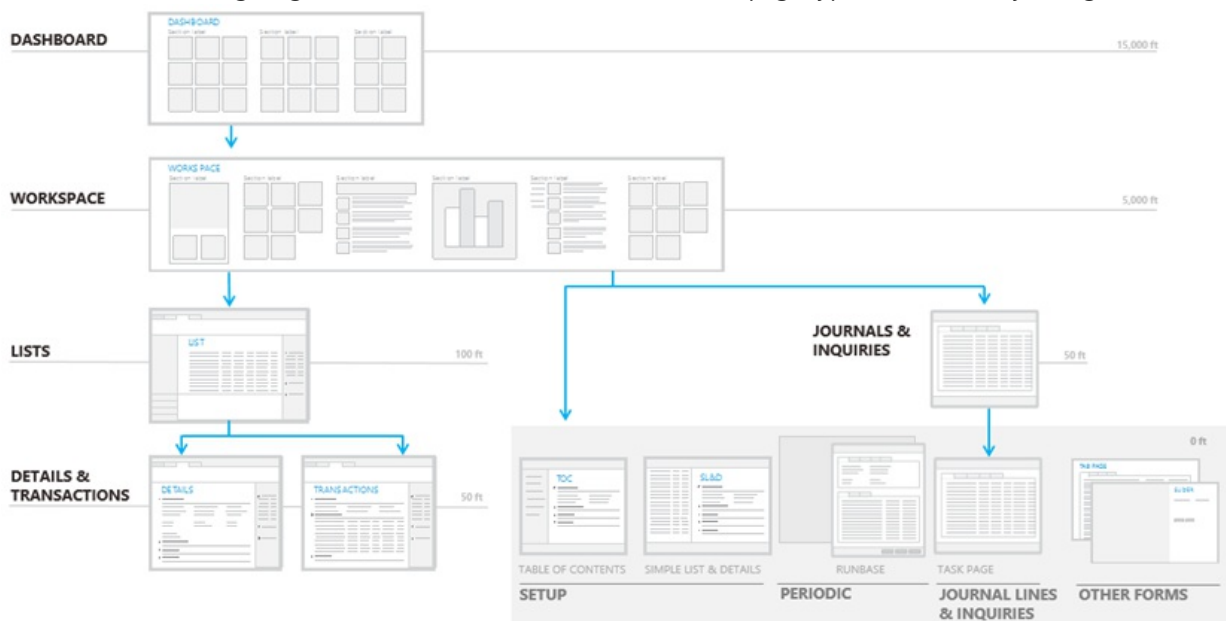 DASHBOARD
DASHBOARD
Section label
Section label
Section label
15,000 ft
WORKSPACE
WORKSPACE
Section label
Section label
Section label
Section label
Section label
Section label
5,000 ft
LISTS
LIST
100 ft
JOURNALS &
INQUIRIES
50 ft
0 ft
DETAILS &
TRANSACTIONS
DETAILS
TRANSACTIONS
50 ft
TOC
SL&D
TAB PAGE
SLIDER
TABLE OF CONTENTS
SIMPLE LIST & DETAILS
RUNBASE
TASK PAGE
SETUP
PERIODIC
JOURNAL LINES
& INQUIRIES
OTHER FORMS